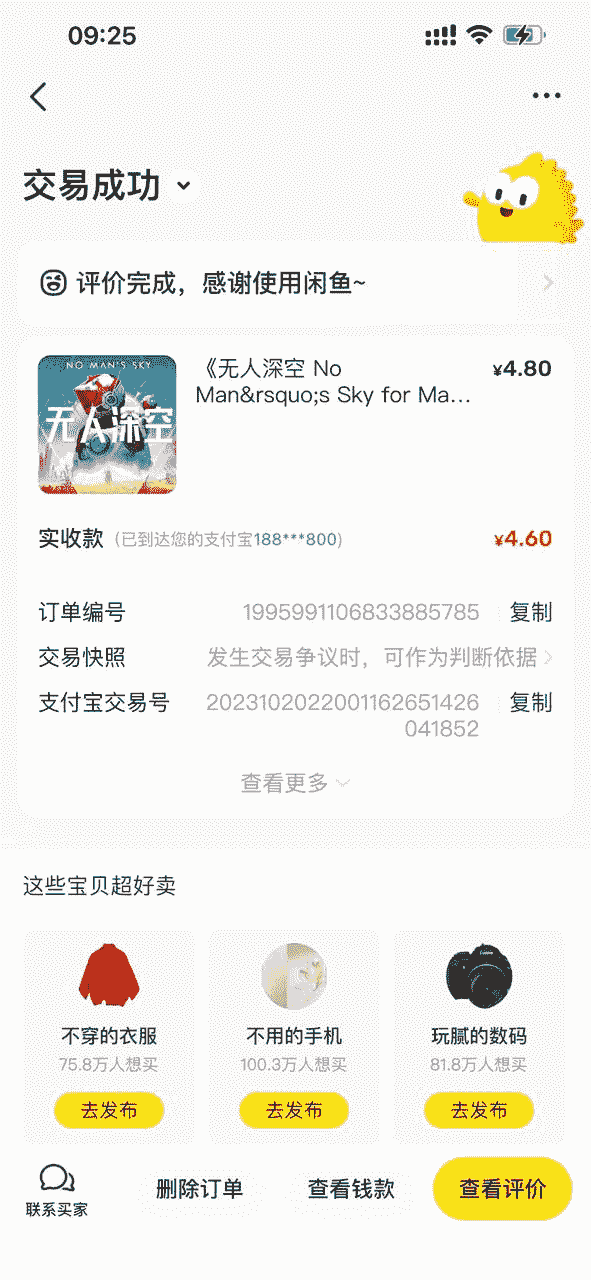 09:25
交易成功
评价完成，感谢使用闲鱼~
NO MAN'S SKY
无人深空
《无人深空 No
Man&rsquo;s Sky for Ma...
¥4.80
实收款（已到达您的支付宝188***800）
¥4.60
订单编号 1995991106833885785 复制
交易快照 发生交易争议时，可作为判断依据
支付宝交易号 2023102022001162651426 复制
041852
查看更多
这些宝贝超好卖
不穿的衣服 不用的手机 玩腻的数码
75.8万人想买 100.3万人想买 81.8万人想买
去发布 去发布 去发布
联系买家 删除订单 查看钱款 查看评价